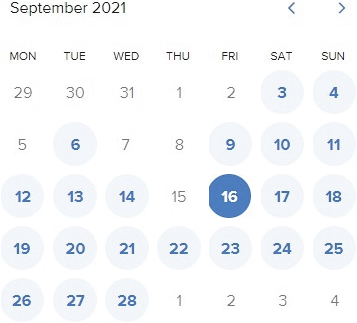 September 2021
MON TUE WED THU FRI SAT SUN
29 30 31 1 2 3 4
5 6 7 8 9 10 11
12 13 14 15 16 17 18
19 20 21 22 23 24 25
26 27 28 1 2 3 4